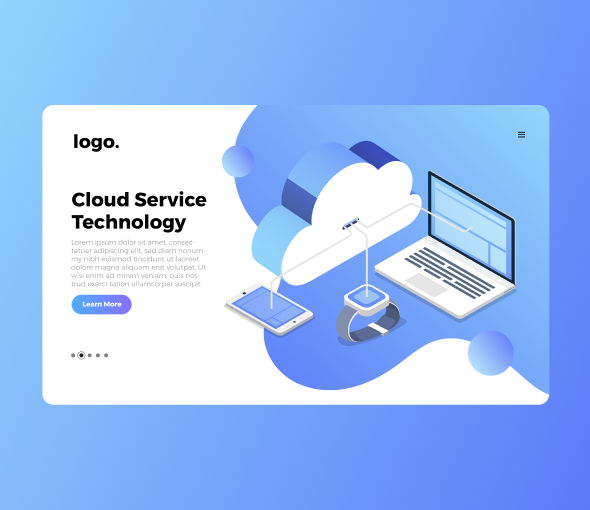 logo.
Cloud Service
Technology
Lorem ipsum dolor sit amet, consec-
tetuer adipiscing elit, sed diam nonum-
my nibh euismod tincidunt ut laoreet
dolore magna aliquam erat volutpat. Ut
wisi enim ad minim veniam, quis nos-
trud exerci tation ullamcorper suscipit
Learn More